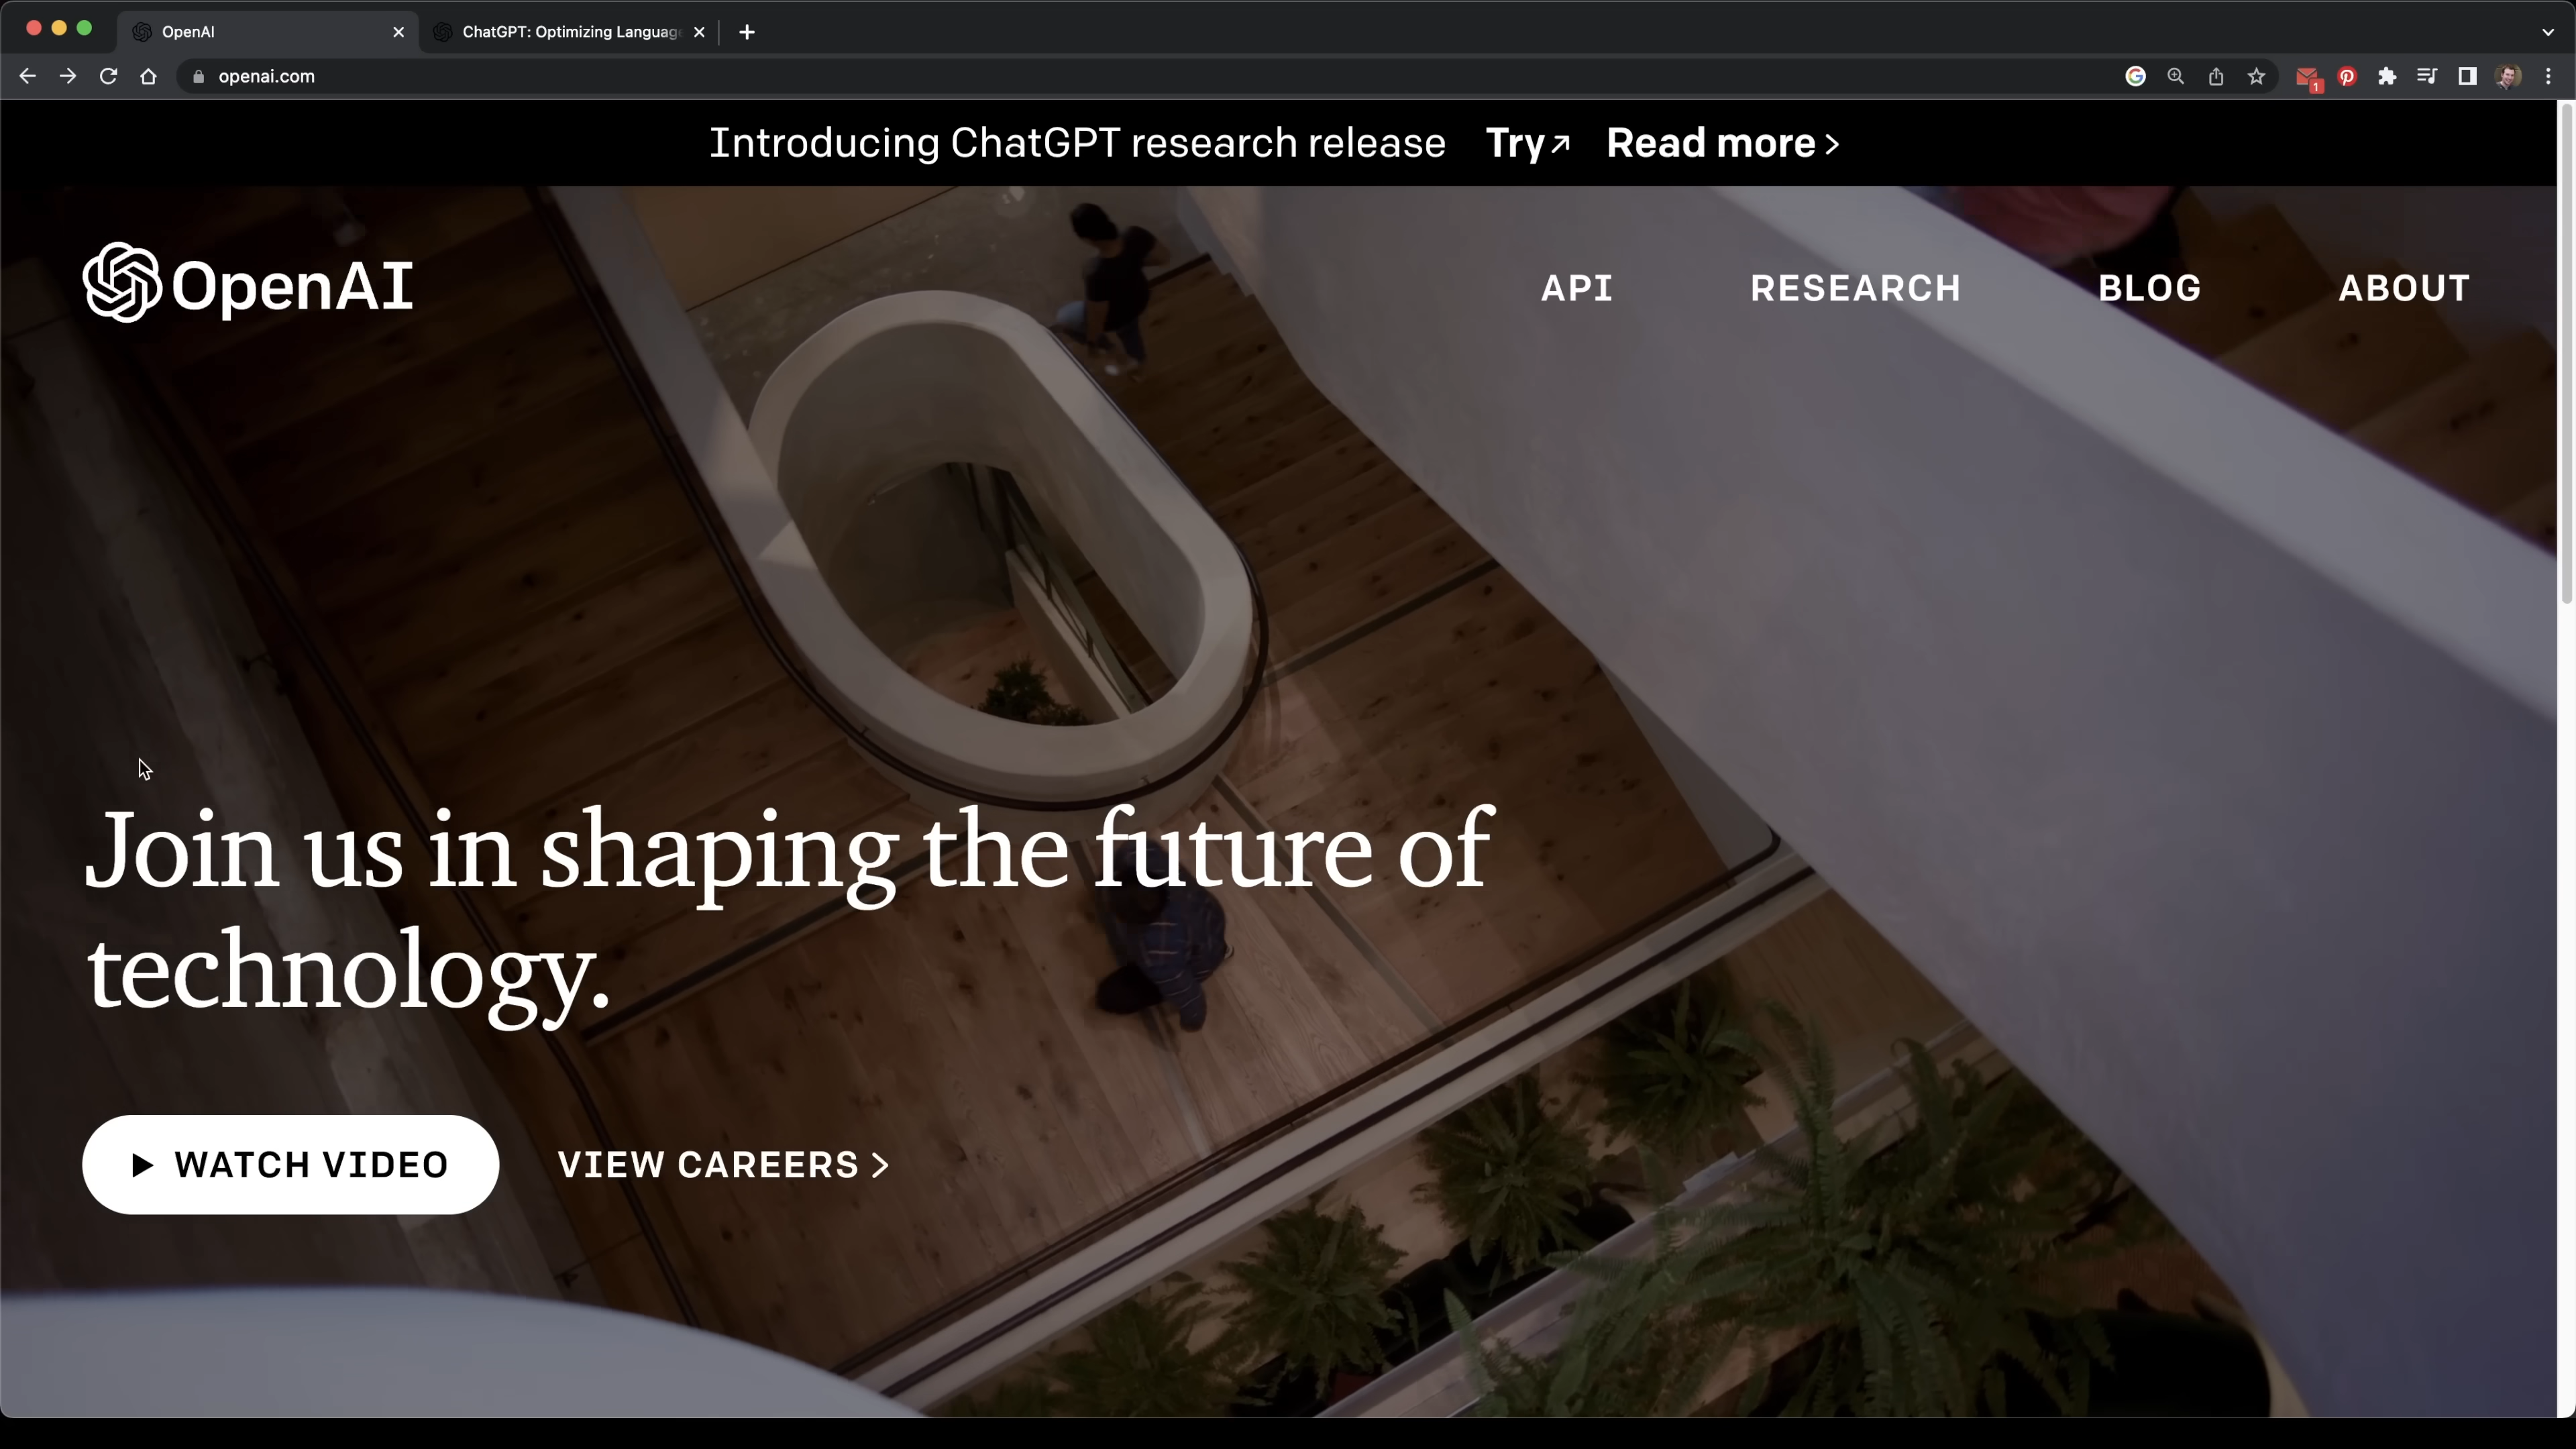 OpenAI
ChatGPT: Optimizing Languag
openai.com
1
Introducing ChatGPT research release Try↗ Read more >
OpenAI
API RESEARCH BLOG ABOUT
Join us in shaping the future of
technology.
WATCH VIDEO VIEW CAREERS >